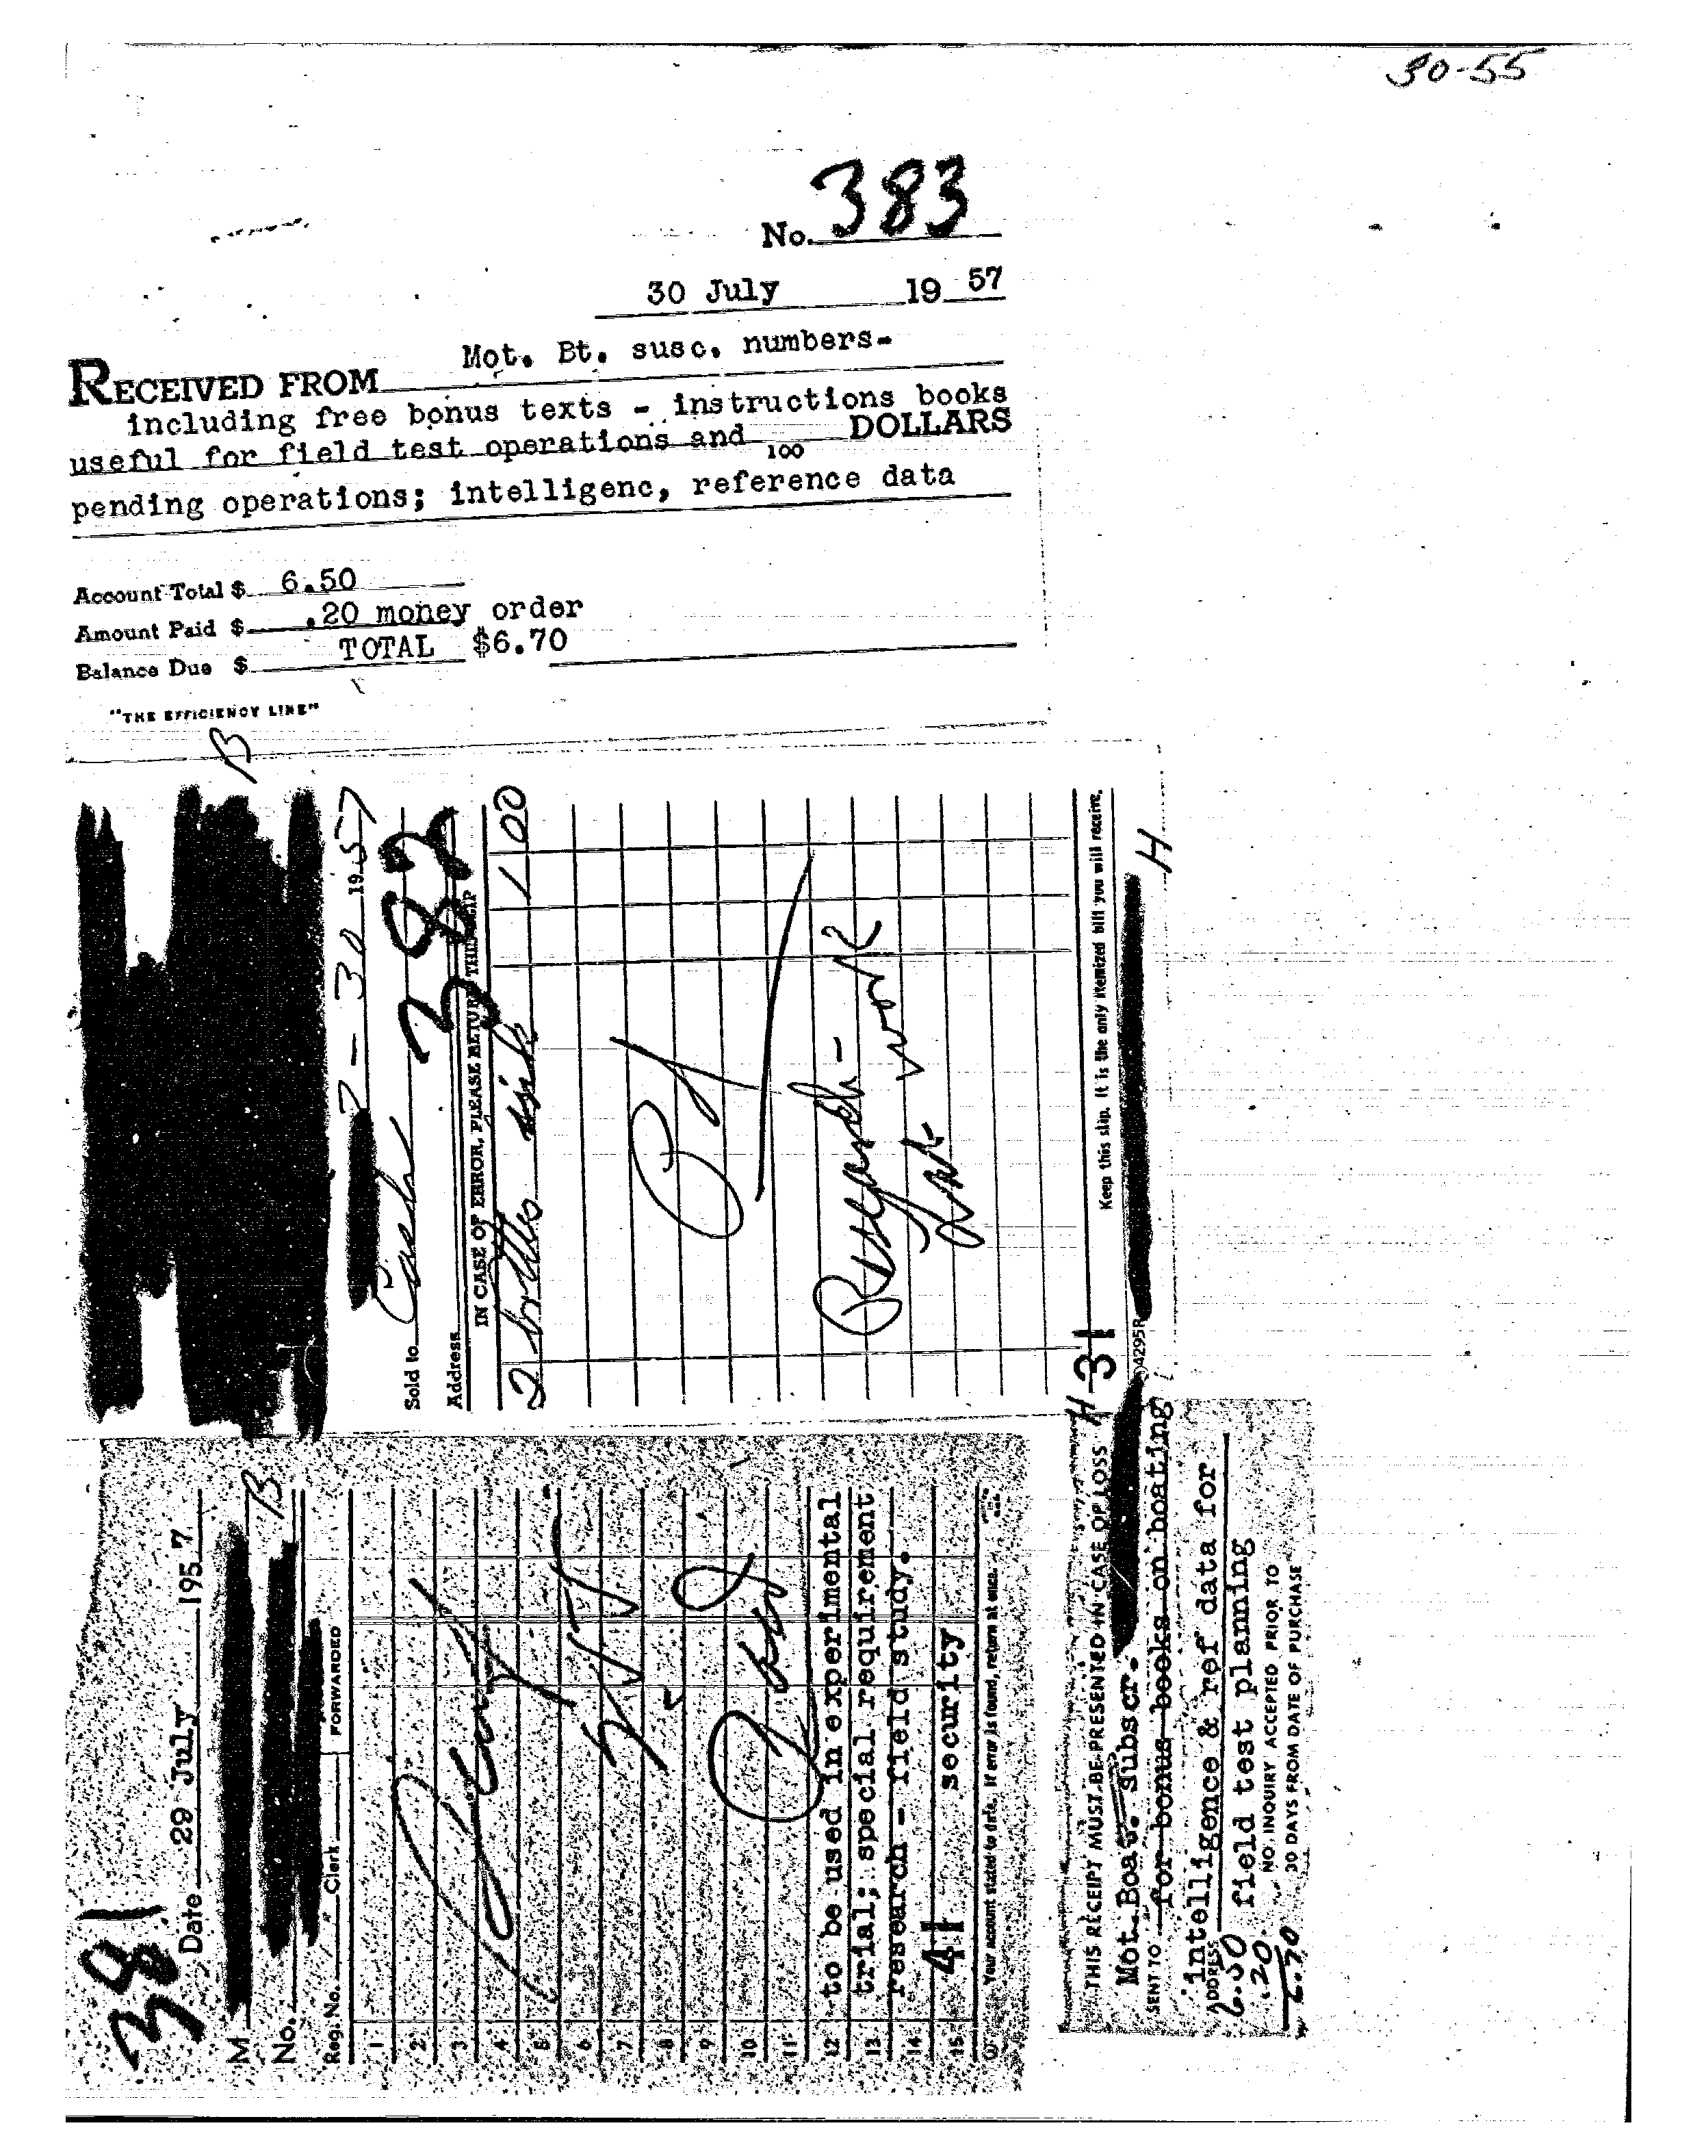 30-55
No. 383
30 July 19 57
RECEIVED FROM Mot. Bt. susc. numbers-
including free bonus texts - instructions books
useful for field test operations and 100 DOLLARS
pending operations; intelligenc, reference data
Account Total $ 6.50
Amount Paid $ .20 money order
Balance Due $ TOTAL $6.70
"THE EFFICIENCY LINE"
B
7-30 1957
Sold to Cash 382
Address
IN CASE OF ERROR, PLEASE RETURN THIS SLIP
2 bottles 1 00
Research -
Lab work
Keep this slip. It is the only itemized bill you will receive.
H
31
04295R
381
Date 29 July 1957
M
B
No.
Reg. No. Clerk FORWARDED
1
2
3
4
5
6
7
8
9
10
11
12 to be used in experimental
13 trial; special requirement
14 research - field study.
15 41 security
Your account stated to date. If error is found, return at once.
H
THIS RECEIPT MUST BE PRESENTED IN CASE OF LOSS
Mot. Boat. subscr.
SENT TO for bonus books on boating
intelligence & ref data for
ADDRESS
6.50 field test planning
.20 NO INQUIRY ACCEPTED PRIOR TO
6.70 30 DAYS FROM DATE OF PURCHASE